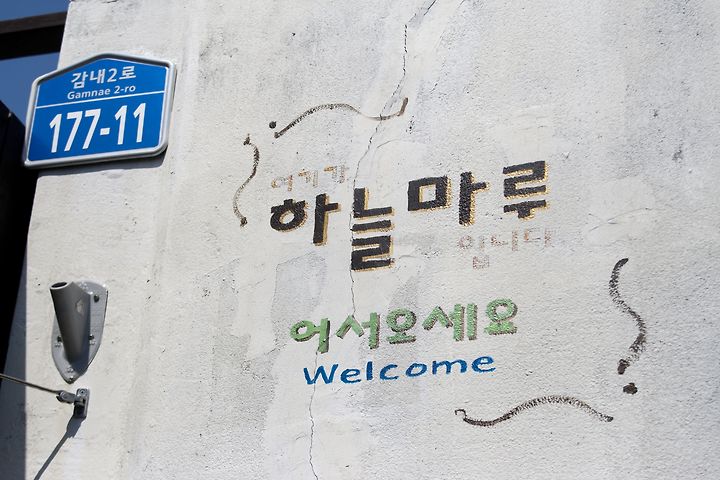 감내2로
Gamnae 2-ro
177-11
여기가
하늘마루
입니다
어서오세요
Welcome